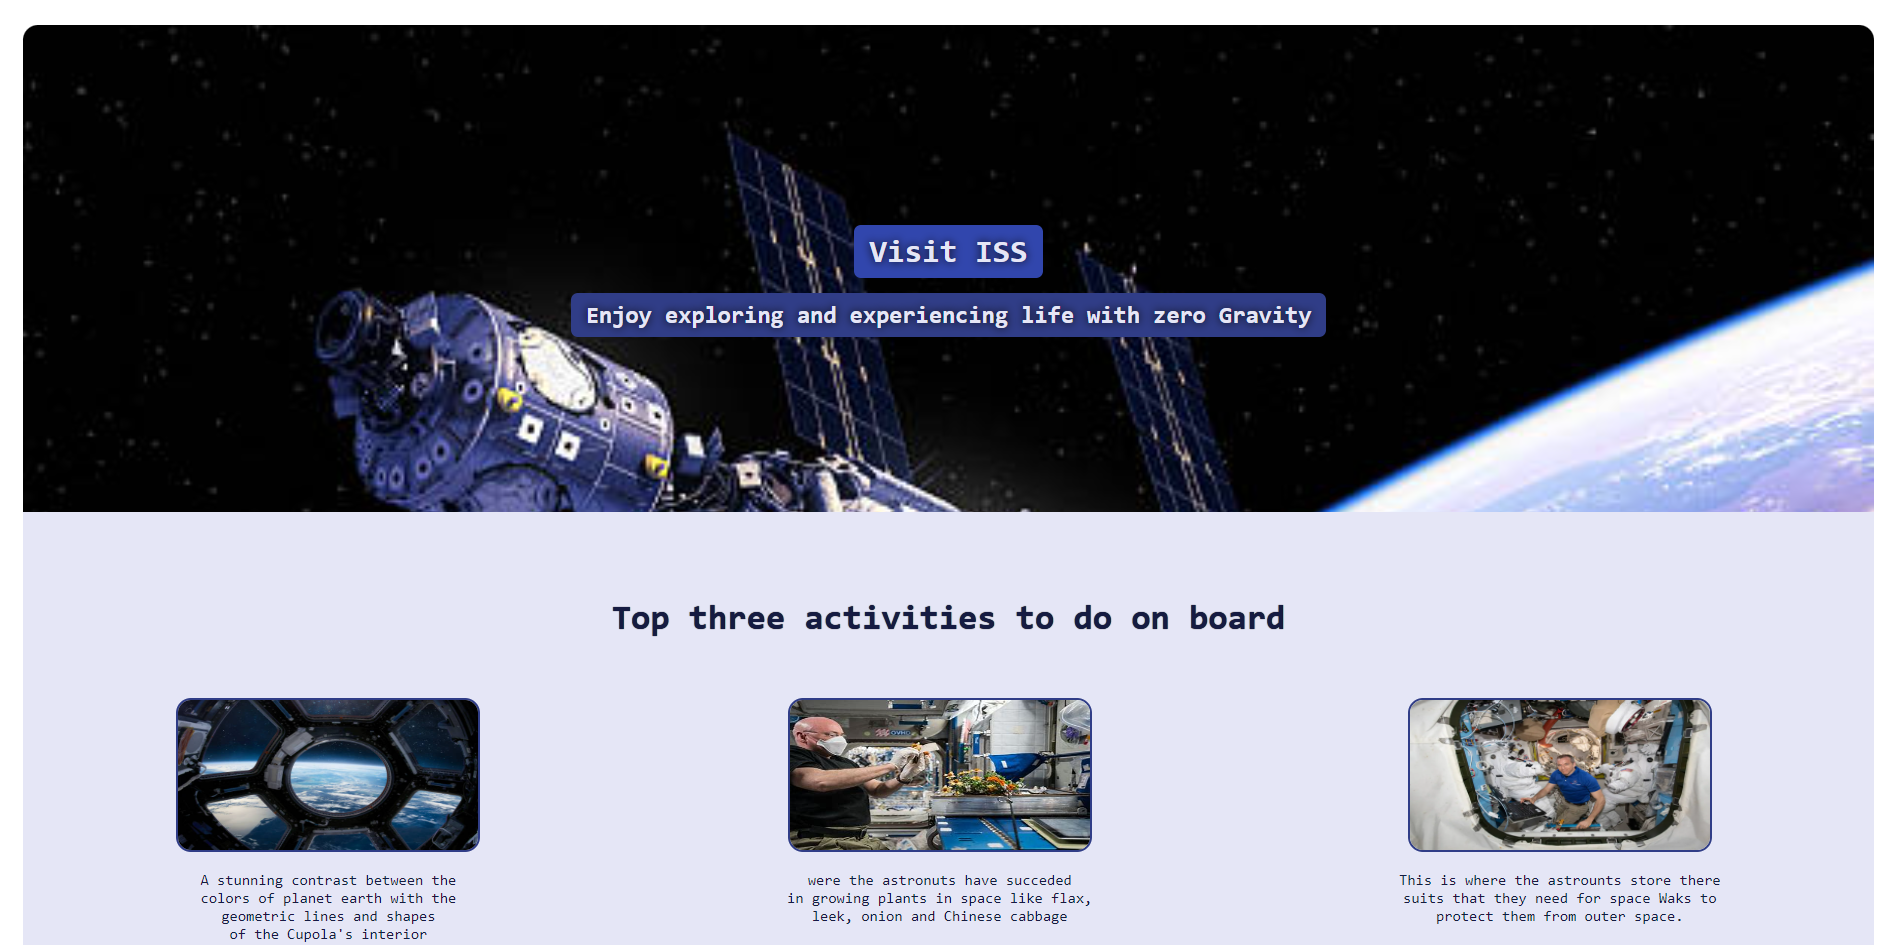 Visit ISS
Enjoy exploring and experiencing life with zero Gravity
Top three activities to do on board
OVHD
A stunning contrast between the
colors of planet earth with the
geometric lines and shapes
of the Cupola's interior
were the astronuts have succeded
in growing plants in space like flax,
leek, onion and Chinese cabbage
This is where the astrounts store there
suits that they need for space Waks to
protect them from outer space.